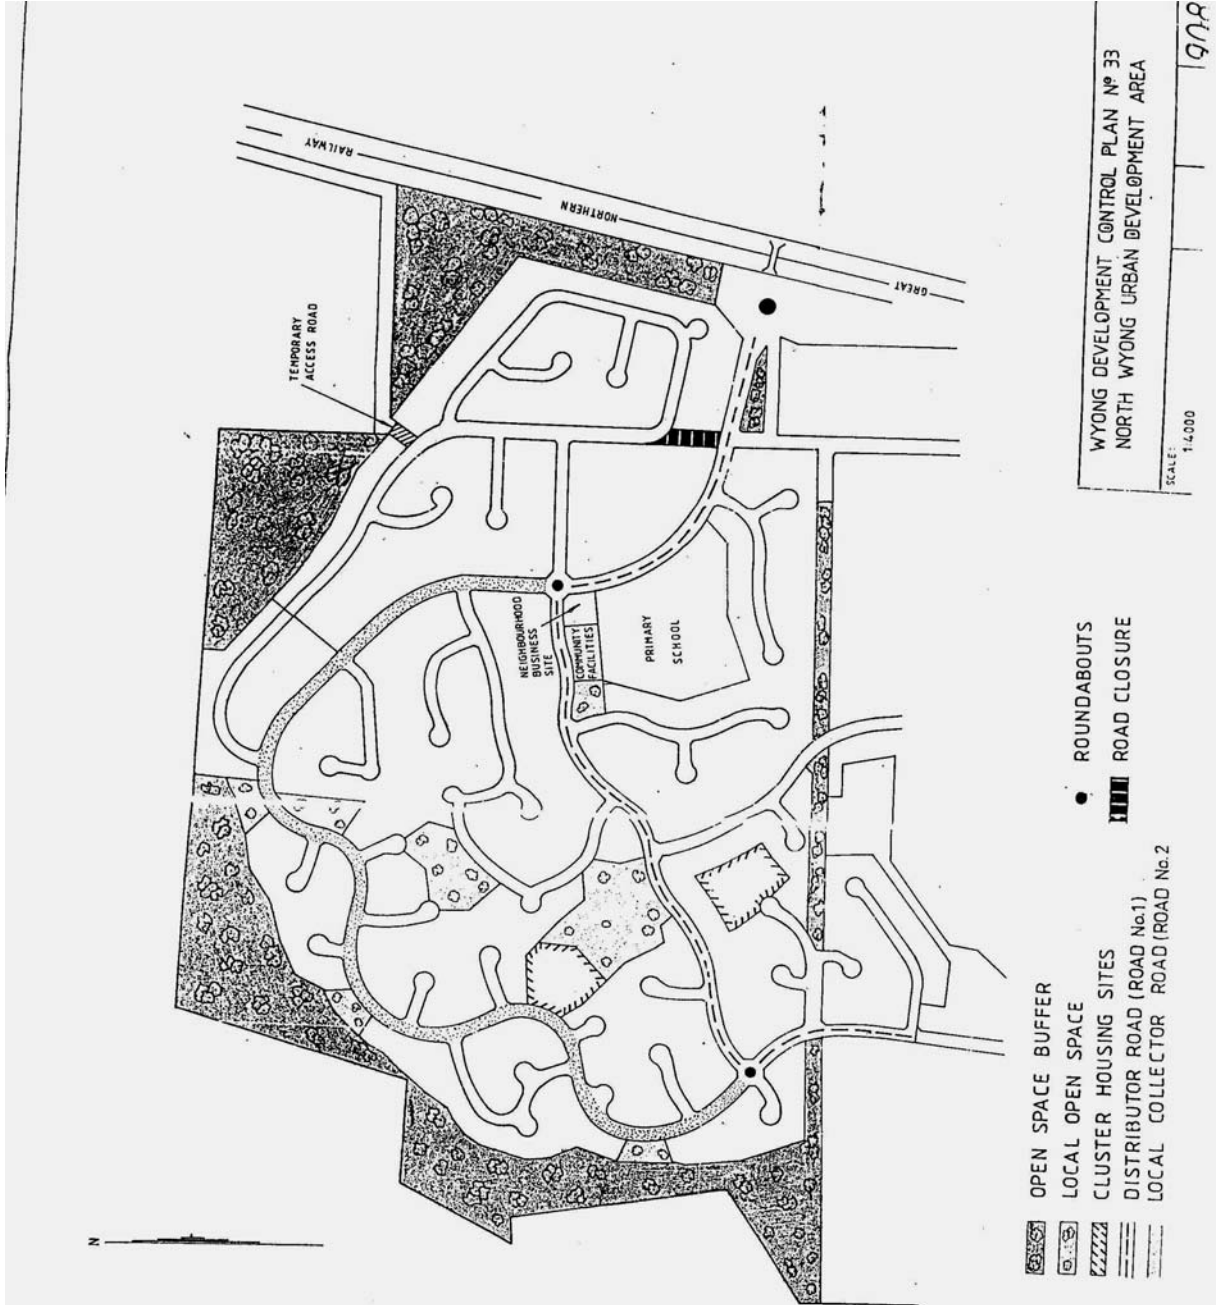 WYONG DEVELOPMENT CONTROL PLAN Nº 33
NORTH WYONG URBAN DEVELOPMENT AREA
SCALE:
1:4000
N
TEMPORARY
ACCESS ROAD
RAILWAY
NORTHERN
GREAT
NEIGHBOURHOOD
BUSINESS
SITE
COMMUNITY
FACILITIES
PRIMARY
SCHOOL
OPEN SPACE BUFFER
LOCAL OPEN SPACE
CLUSTER HOUSING SITES
DISTRIBUTOR ROAD (ROAD No.1)
LOCAL COLLECTOR ROAD (ROAD No.2
ROUNDABOUTS
ROAD CLOSURE